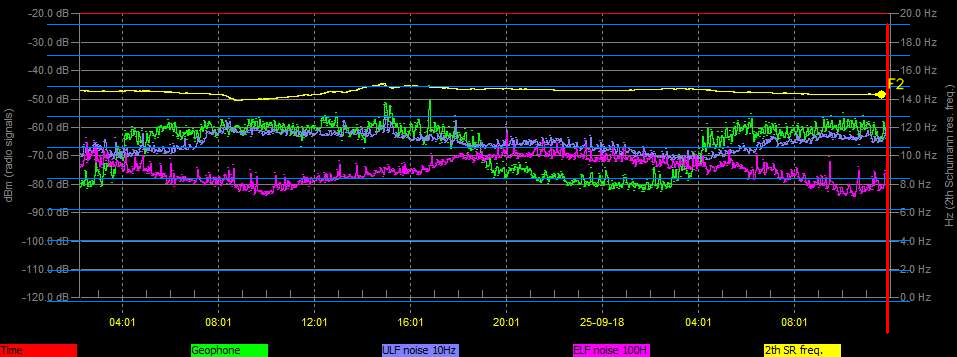 -20.0 dB
20.0 Hz
-30.0 dB
18.0 Hz
-40.0 dB
16.0 Hz
F2
-50.0 dB
14.0 Hz
-60.0 dB
12.0 Hz
-70.0 dB
10.0 Hz
-80.0 dB
8.0 Hz
-90.0 dB
6.0 Hz
-100.0 dB
4.0 Hz
-110.0 dB
2.0 Hz
-120.0 dB
0.0 Hz
dBm (radio signals)
Hz (2th Schumann res. freq.)
04:01 08:01 12:01 16:01 20:01 25-09-18 04:01 08:01
Time Geophone ULF noise 10Hz ELF noise 100H 2th SR freq.